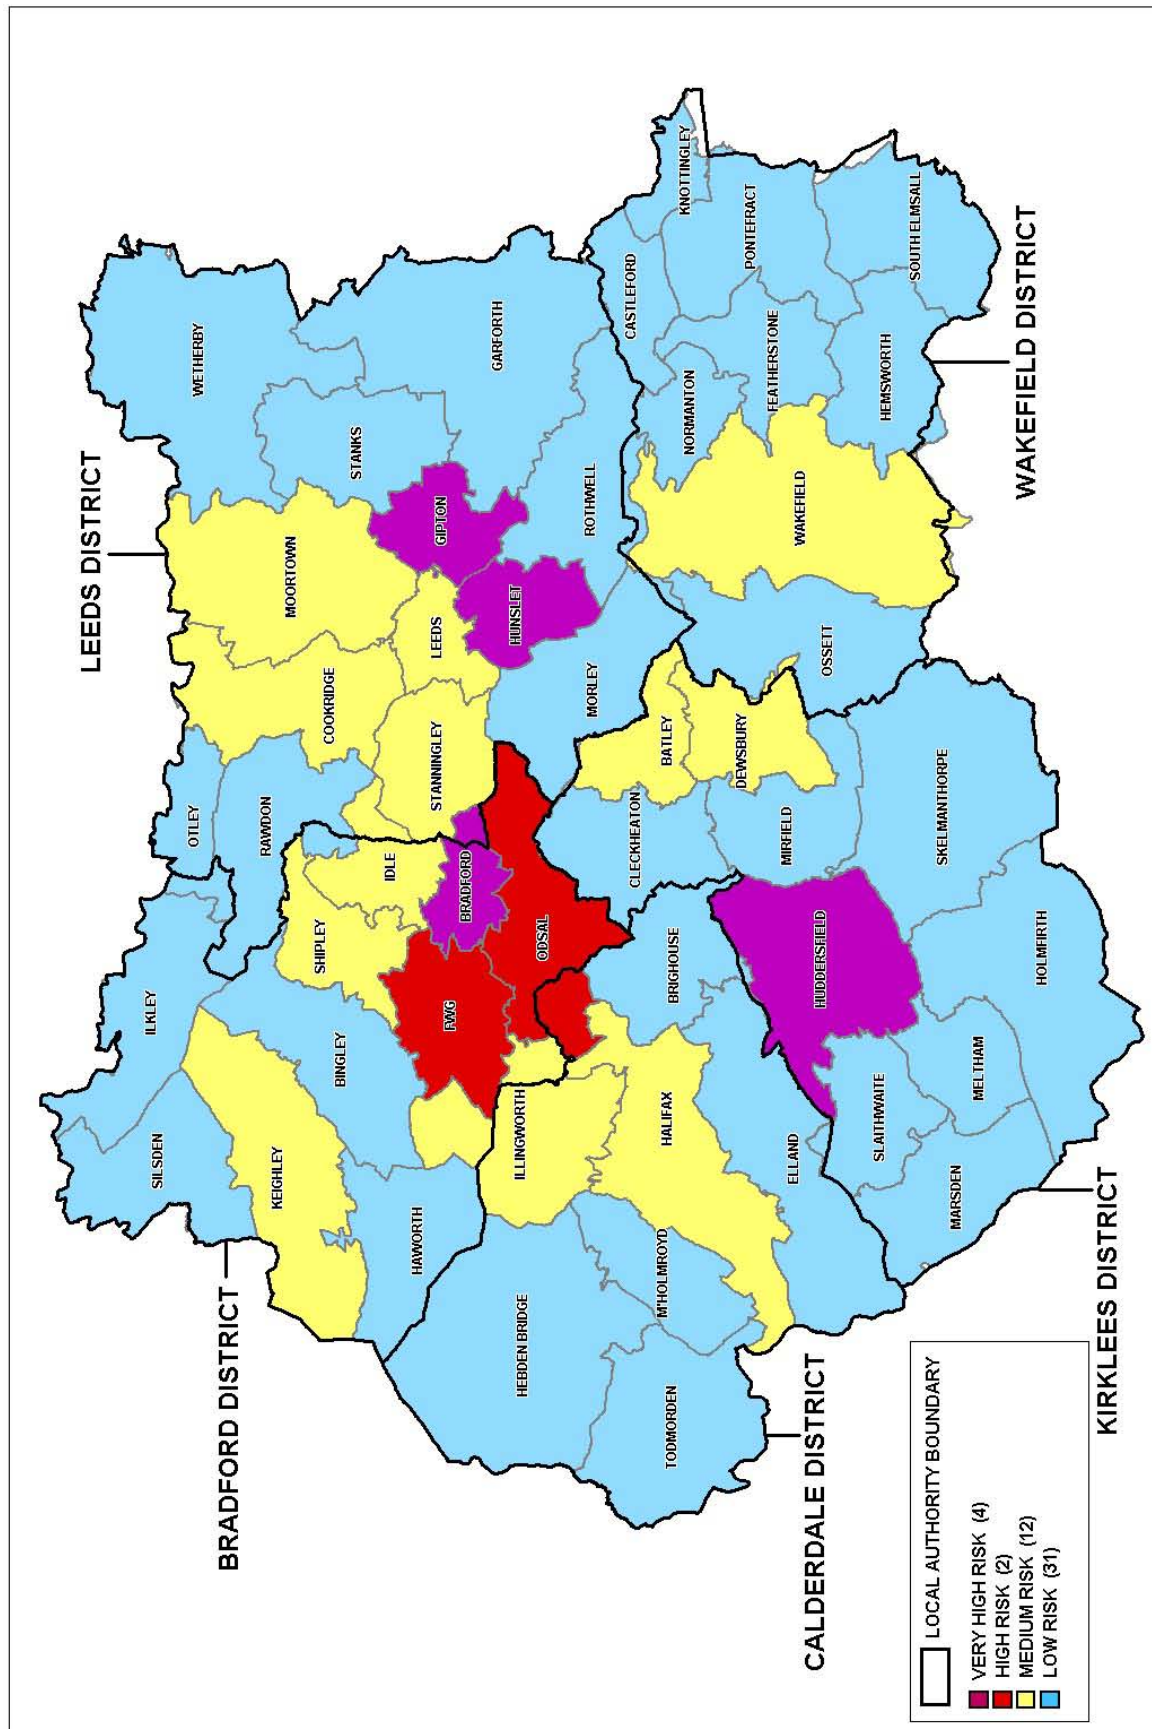 LEEDS DISTRICT
BRADFORD DISTRICT
WAKEFIELD DISTRICT
CALDERDALE DISTRICT
KIRKLEES DISTRICT
WETHERBY
OTLEY
ILKLEY
SILSDEN
MOORTOWN
COOKRIDGE
RAWDON
STANKS
SHIPLEY
BINGLEY
KEIGHLEY
IDLE
HAWORTH
GIPTON
LEEDS
STANNINGLEY
BRADFORD
FWG
GARFORTH
HUNSLET
ODSAL
ILLINGWORTH
HEBDEN BRIDGE
ROTHWELL
MORLEY
CASTLEFORD
KNOTTINGLEY
NORMANTON
PONTEFRACT
FEATHERSTONE
WAKEFIELD
OSSETT
BATLEY
DEWSBURY
CLECKHEATON
MIRFIELD
BRIGHOUSE
HALIFAX
M'HOLMROYD
TODMORDEN
ELLAND
HUDDERSFIELD
HEMSWORTH
SOUTH ELMSALL
SKELMANTHORPE
HOLMFIRTH
MELTHAM
SLAITHWAITE
MARSDEN
LOCAL AUTHORITY BOUNDARY
VERY HIGH RISK (4)
HIGH RISK (2)
MEDIUM RISK (12)
LOW RISK (31)